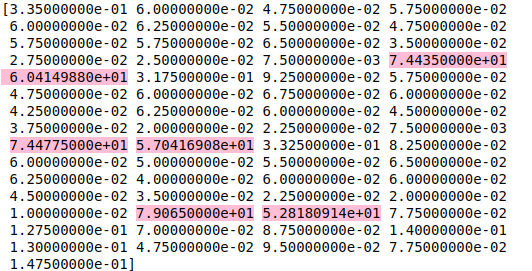 [3.35000000e-01 6.00000000e-02 4.75000000e-02 5.75000000e-02
6.00000000e-02 6.25000000e-02 5.50000000e-02 4.75000000e-02
5.75000000e-02 5.75000000e-02 6.00000000e-02 3.50000000e-02
2.75000000e-02 2.50000000e-02 7.50000000e-03 7.44350000e+01
6.04149880e+01 3.17500000e-01 9.25000000e-02 5.75000000e-02
4.75000000e-02 6.00000000e-02 6.75000000e-02 6.00000000e-02
4.25000000e-02 6.25000000e-02 6.00000000e-02 4.50000000e-02
3.75000000e-02 2.00000000e-02 2.25000000e-02 7.50000000e-03
7.44775000e+01 5.70416908e+01 3.32500000e-01 8.25000000e-02
6.00000000e-02 5.50000000e-02 5.50000000e-02 6.50000000e-02
6.25000000e-02 4.00000000e-02 6.00000000e-02 6.00000000e-02
4.50000000e-02 3.50000000e-02 2.25000000e-02 2.00000000e-02
1.00000000e-02 7.90650000e+01 5.28180914e+01 7.75000000e-02
1.27500000e-01 7.00000000e-02 8.75000000e-02 1.40000000e-01
1.30000000e-01 4.75000000e-02 9.50000000e-02 7.75000000e-02
1.47500000e-01]